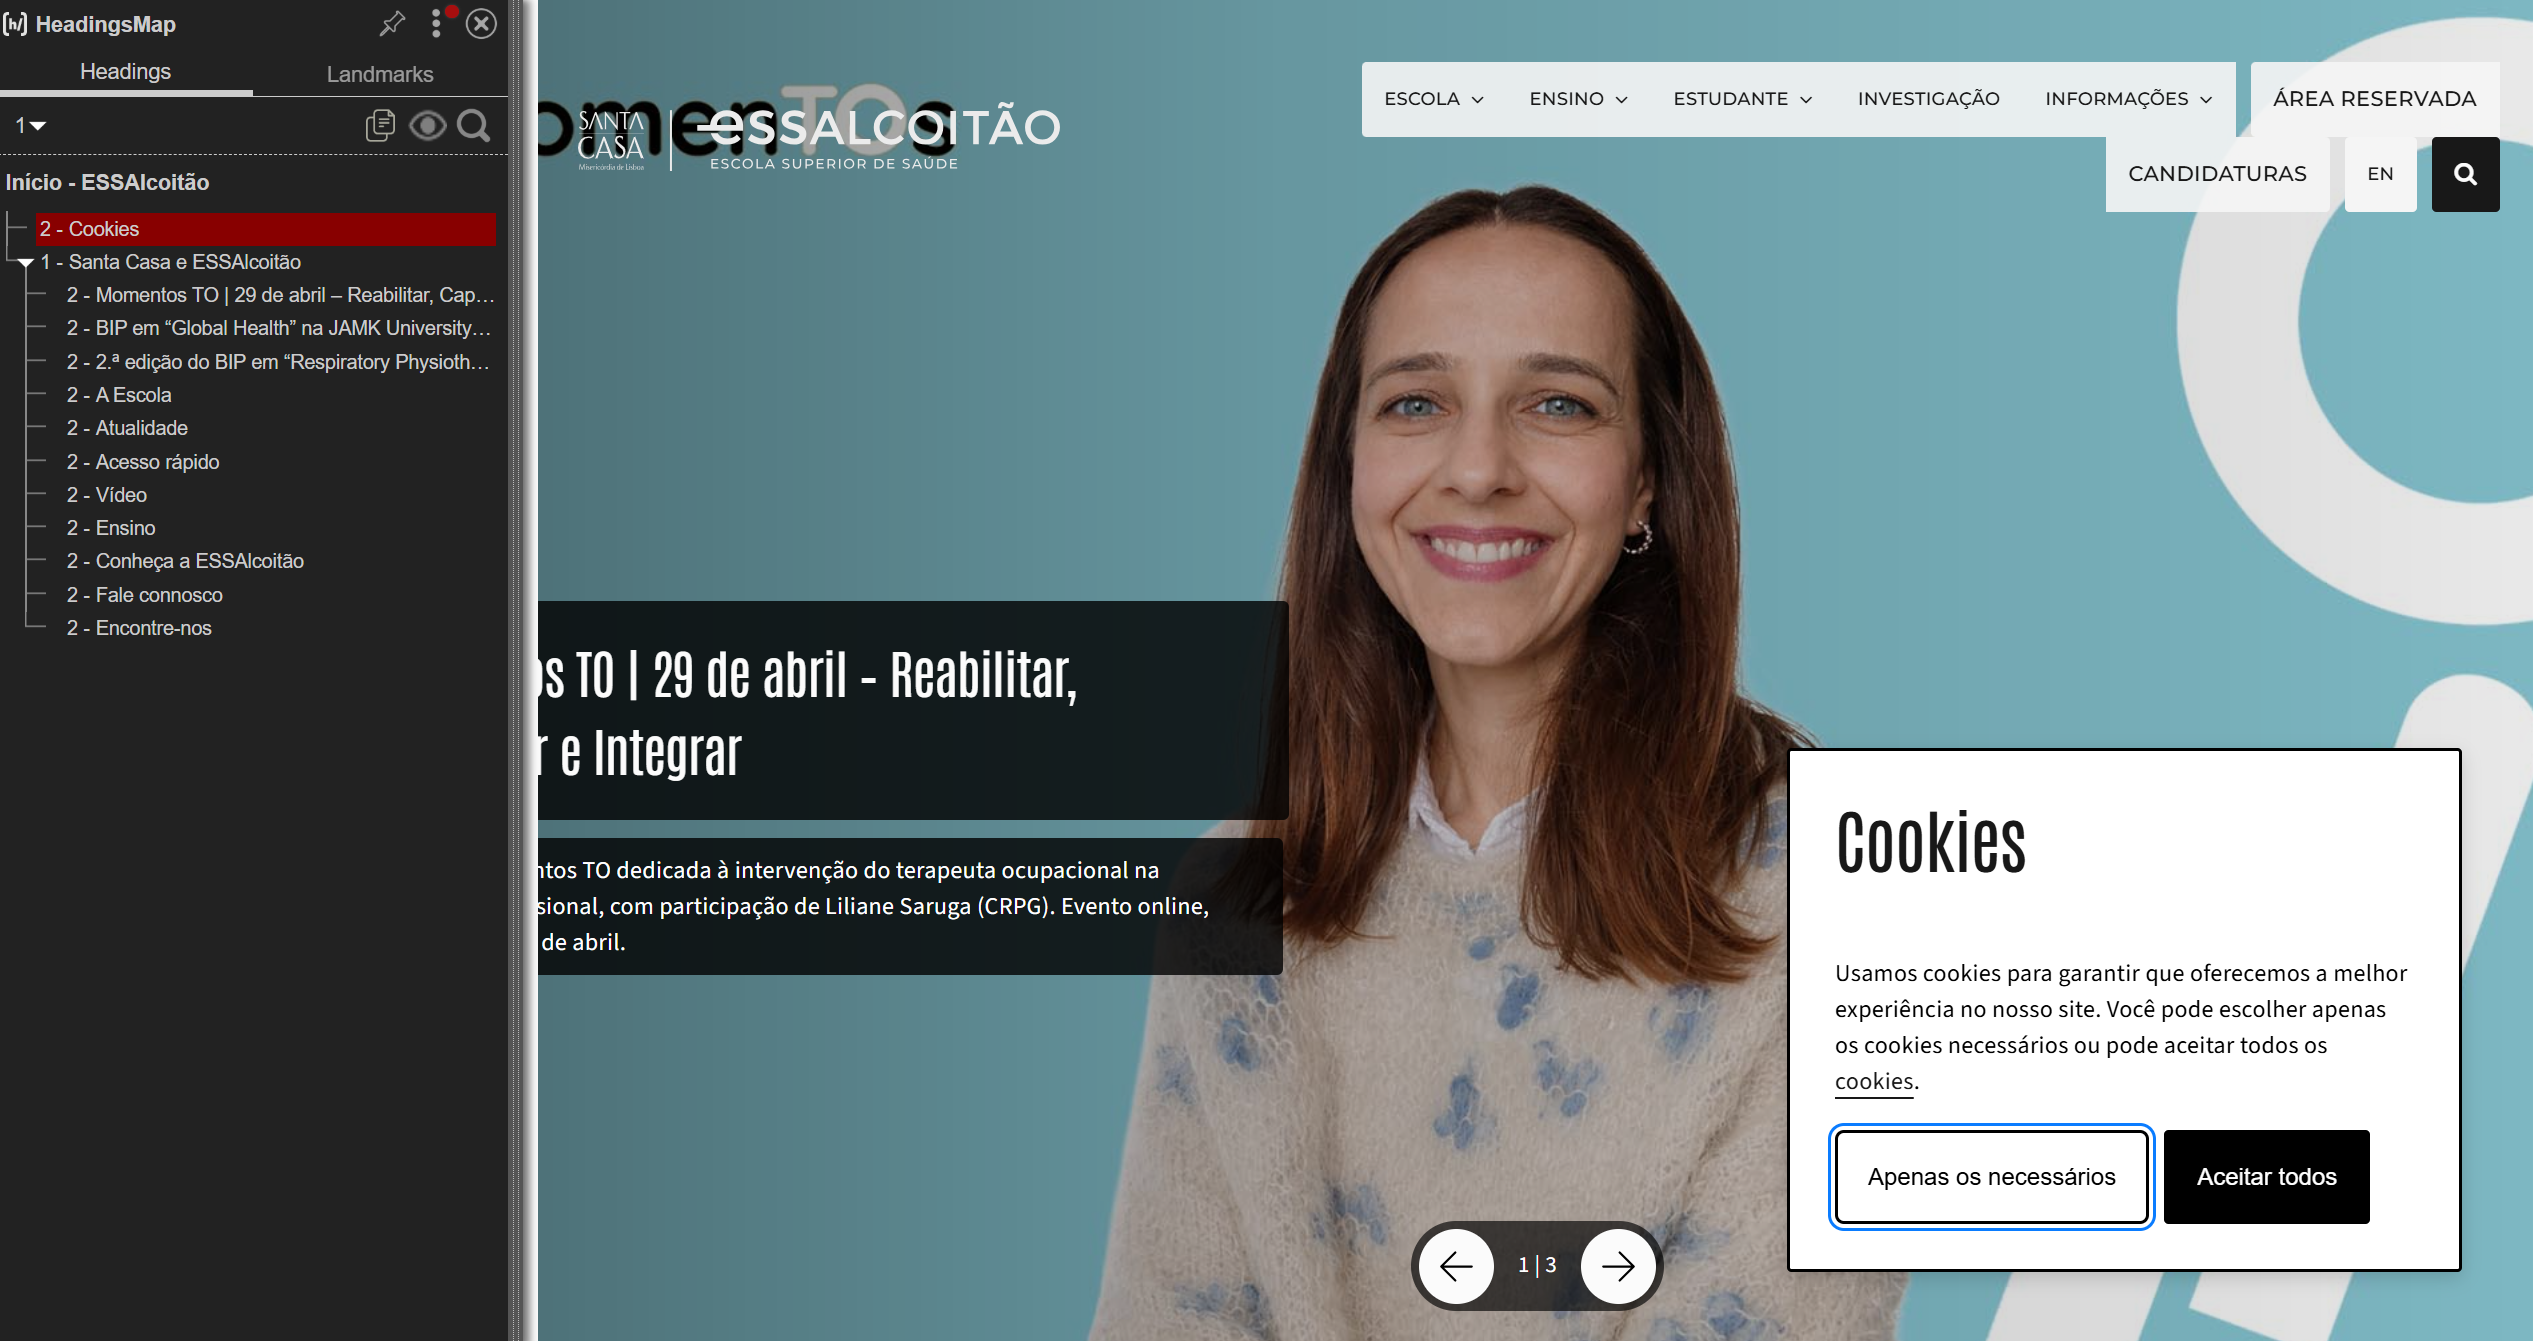 HeadingsMap
Headings
Landmarks
1
Início - ESSAlcoitão
2 - Cookies
1 - Santa Casa e ESSAlcoitão
2 - Momentos TO | 29 de abril – Reabilitar, Cap…
2 - BIP em “Global Health” na JAMK University…
2 - 2.ª edição do BIP em “Respiratory Physioth…
2 - A Escola
2 - Atualidade
2 - Acesso rápido
2 - Vídeo
2 - Ensino
2 - Conheça a ESSAlcoitão
2 - Fale connosco
2 - Encontre-nos
omenTOs
SANTA
CASA
Misericórdia de Lisboa
eSSALCOITÃO
ESCOLA SUPERIOR DE SAÚDE
ESCOLA
ENSINO
ESTUDANTE
INVESTIGAÇÃO
INFORMAÇÕES
ÁREA RESERVADA
CANDIDATURAS
EN
os TO | 29 de abril – Reabilitar,
r e Integrar
ntos TO dedicada à intervenção do terapeuta ocupacional na
sional, com participação de Liliane Saruga (CRPG). Evento online,
de abril.
1 | 3
Cookies
Usamos cookies para garantir que oferecemos a melhor
experiência no nosso site. Você pode escolher apenas
os cookies necessários ou pode aceitar todos os
cookies.
Apenas os necessários
Aceitar todos